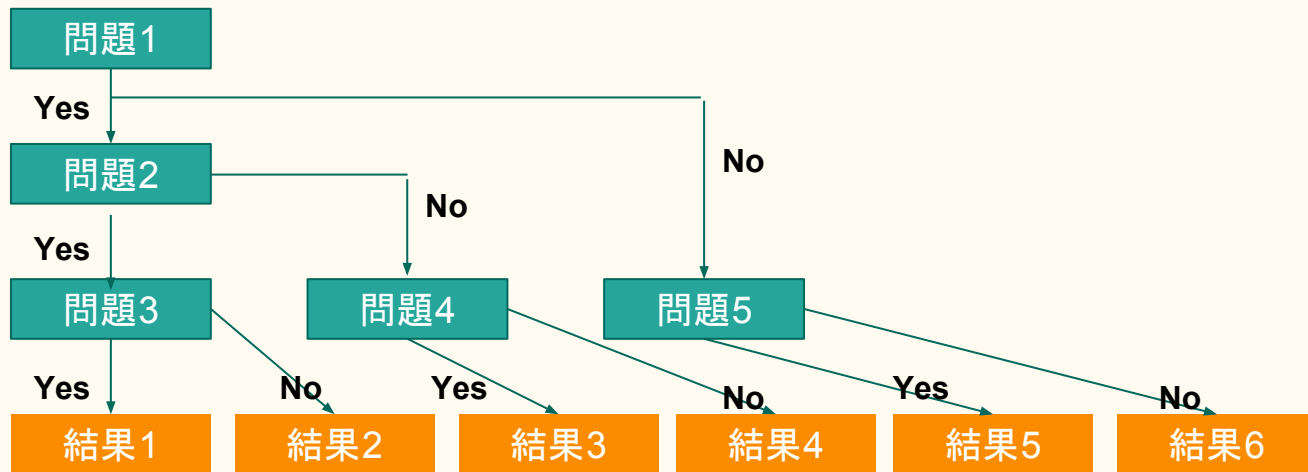 問題1
Yes
問題2
No
No
Yes
問題3
問題4
問題5
Yes
No
Yes
No
Yes
No
結果1
結果2
結果3
結果4
結果5
結果6